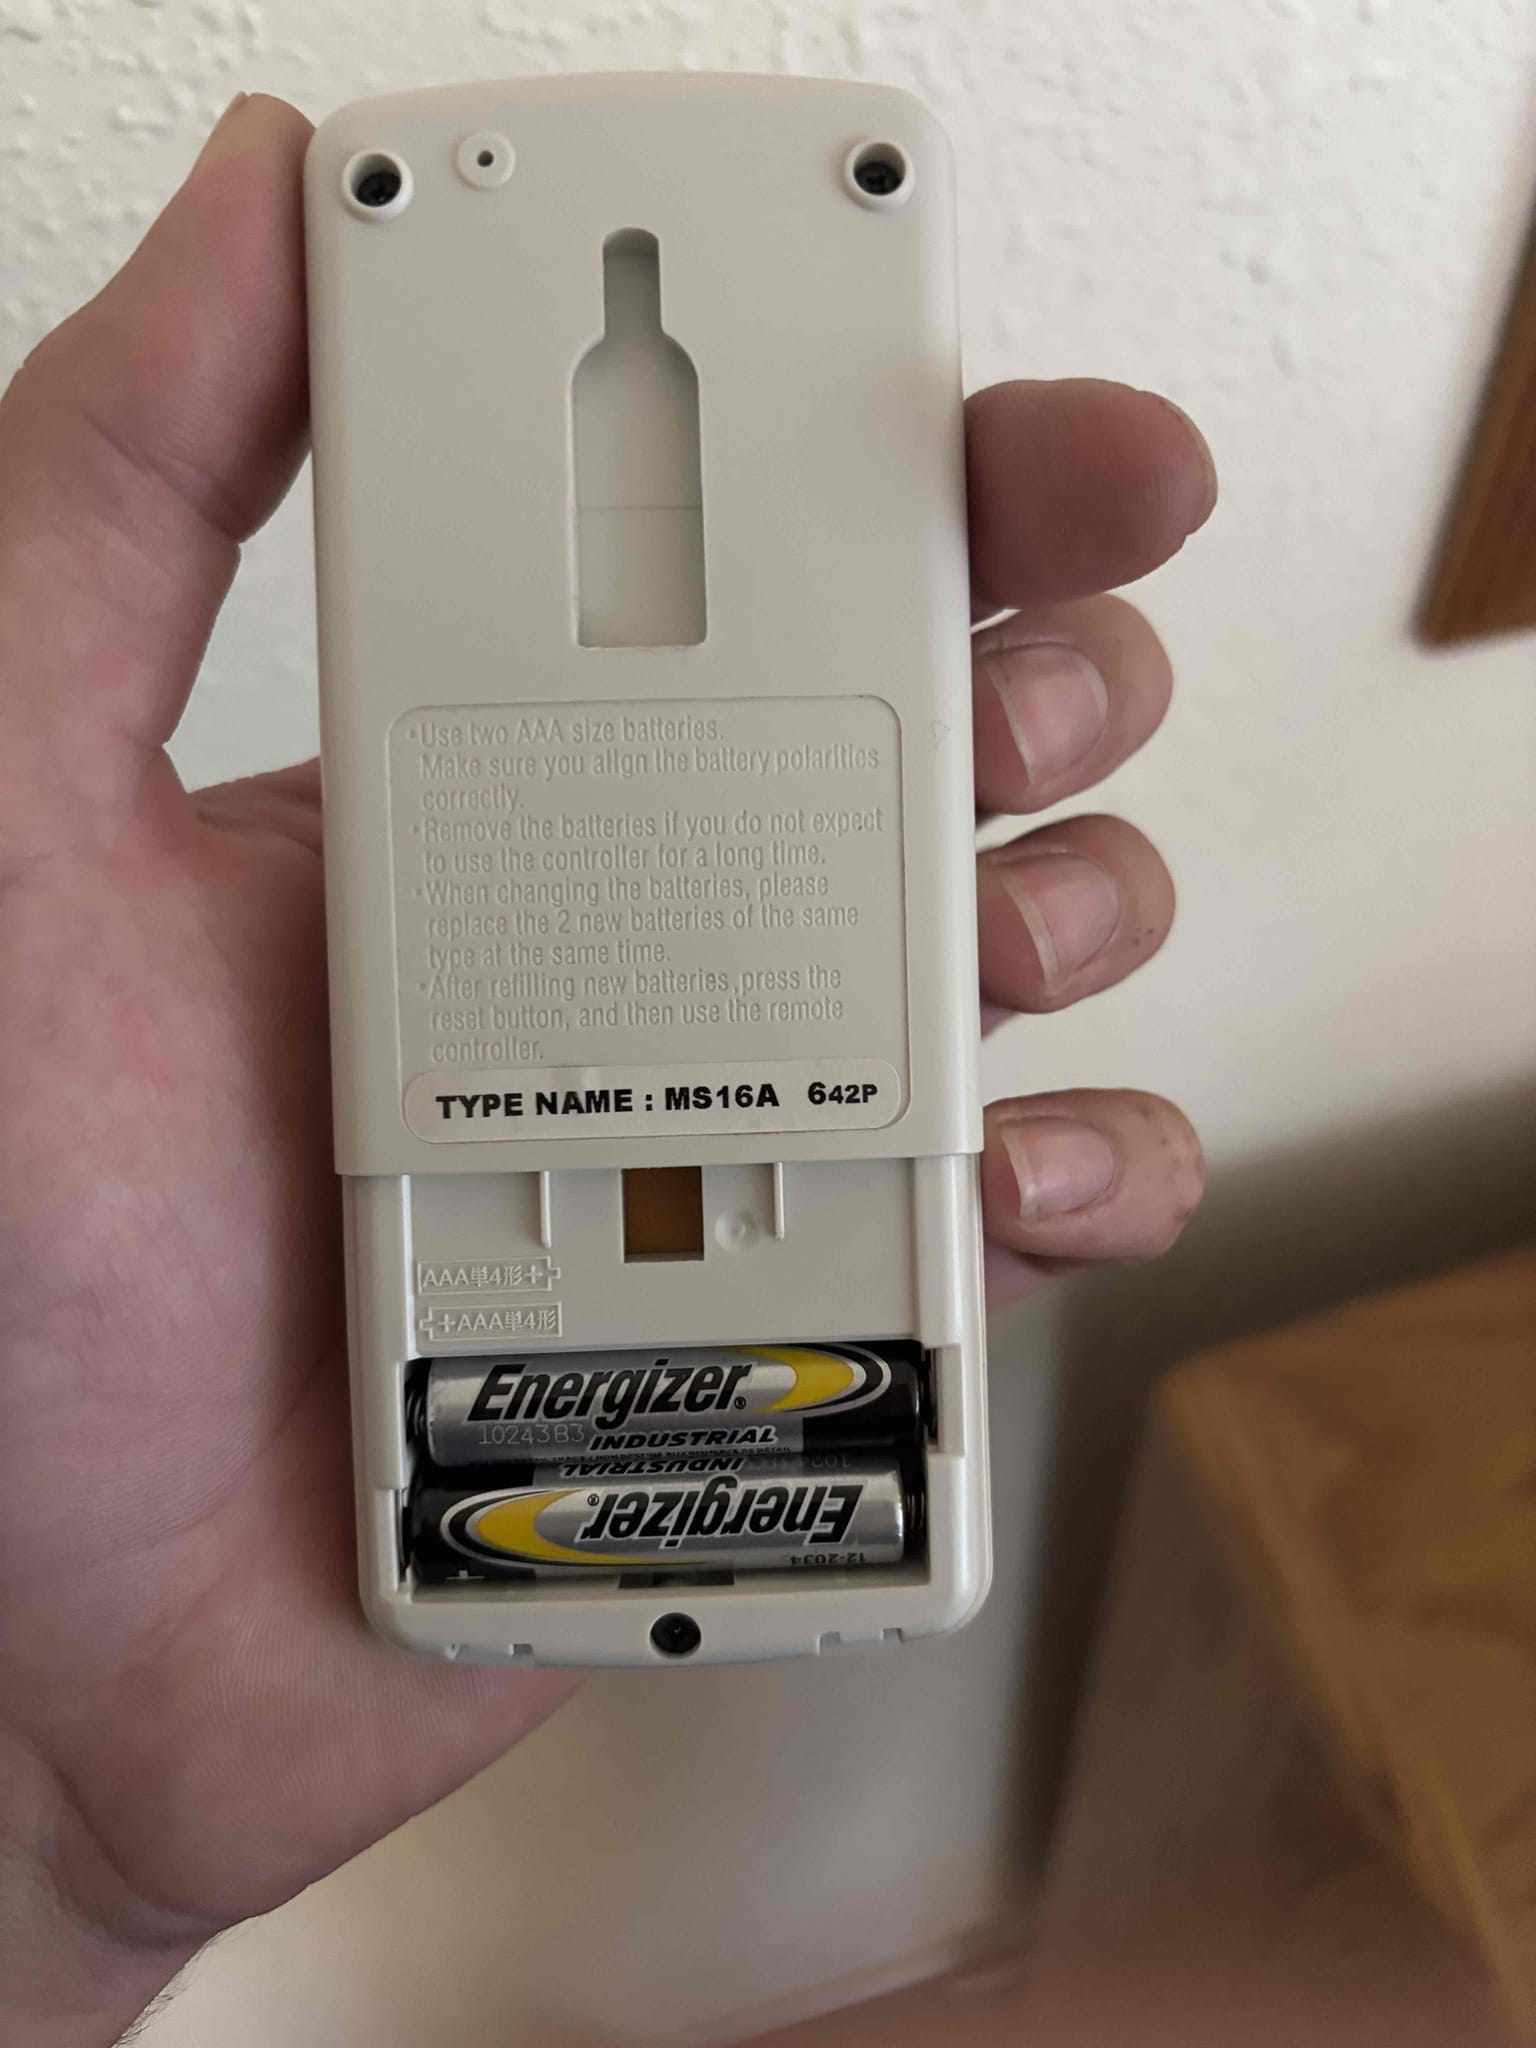 •Use two AAA size batteries.
Make sure you align the battery polarities
correctly.
•Remove the batteries if you do not expect
to use the controller for a long time.
•When changing the batteries, please
replace the 2 new batteries of the same
type at the same time.
•After refilling new batteries,press the
reset button, and then use the remote
controller.
TYPE NAME : MS16A 642P
AAA単4形+
+AAA単4形
Energizer®
1024383 INDUSTRIAL
INDUSTRIAL
Energizer®
12-2034
+